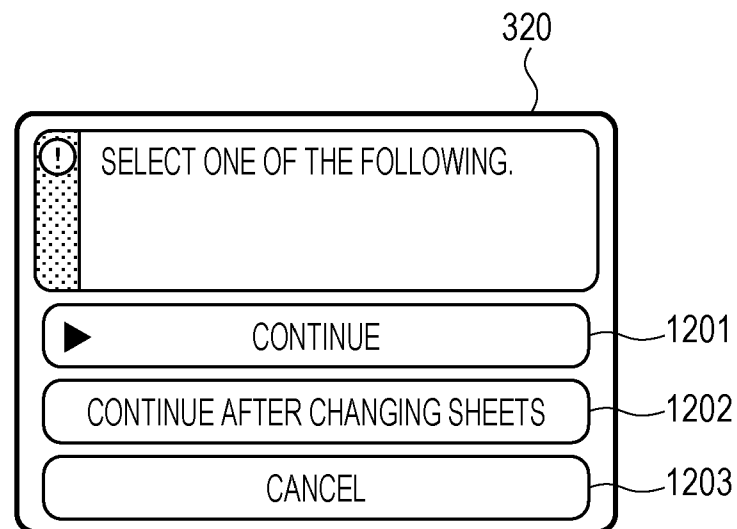 320
! SELECT ONE OF THE FOLLOWING.
CONTINUE 1201
CONTINUE AFTER CHANGING SHEETS 1202
CANCEL 1203